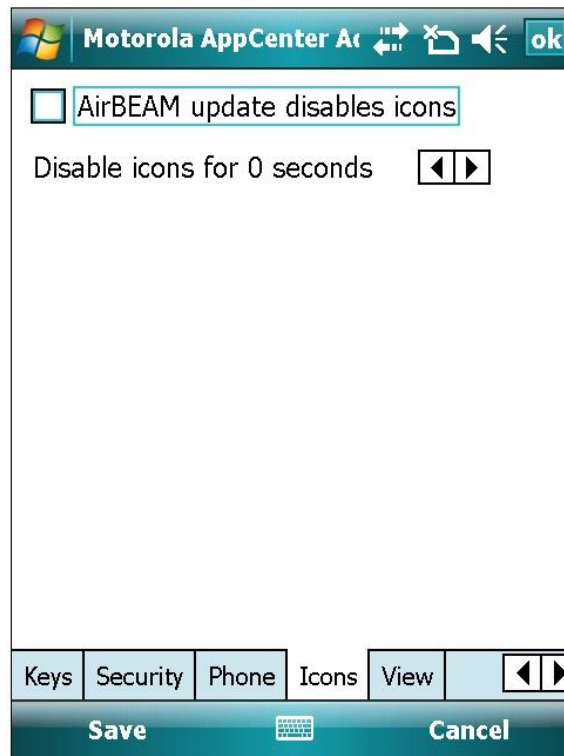 Motorola AppCenter Ac ok
AirBEAM update disables icons
Disable icons for 0 seconds
Keys Security Phone Icons View
Save Cancel